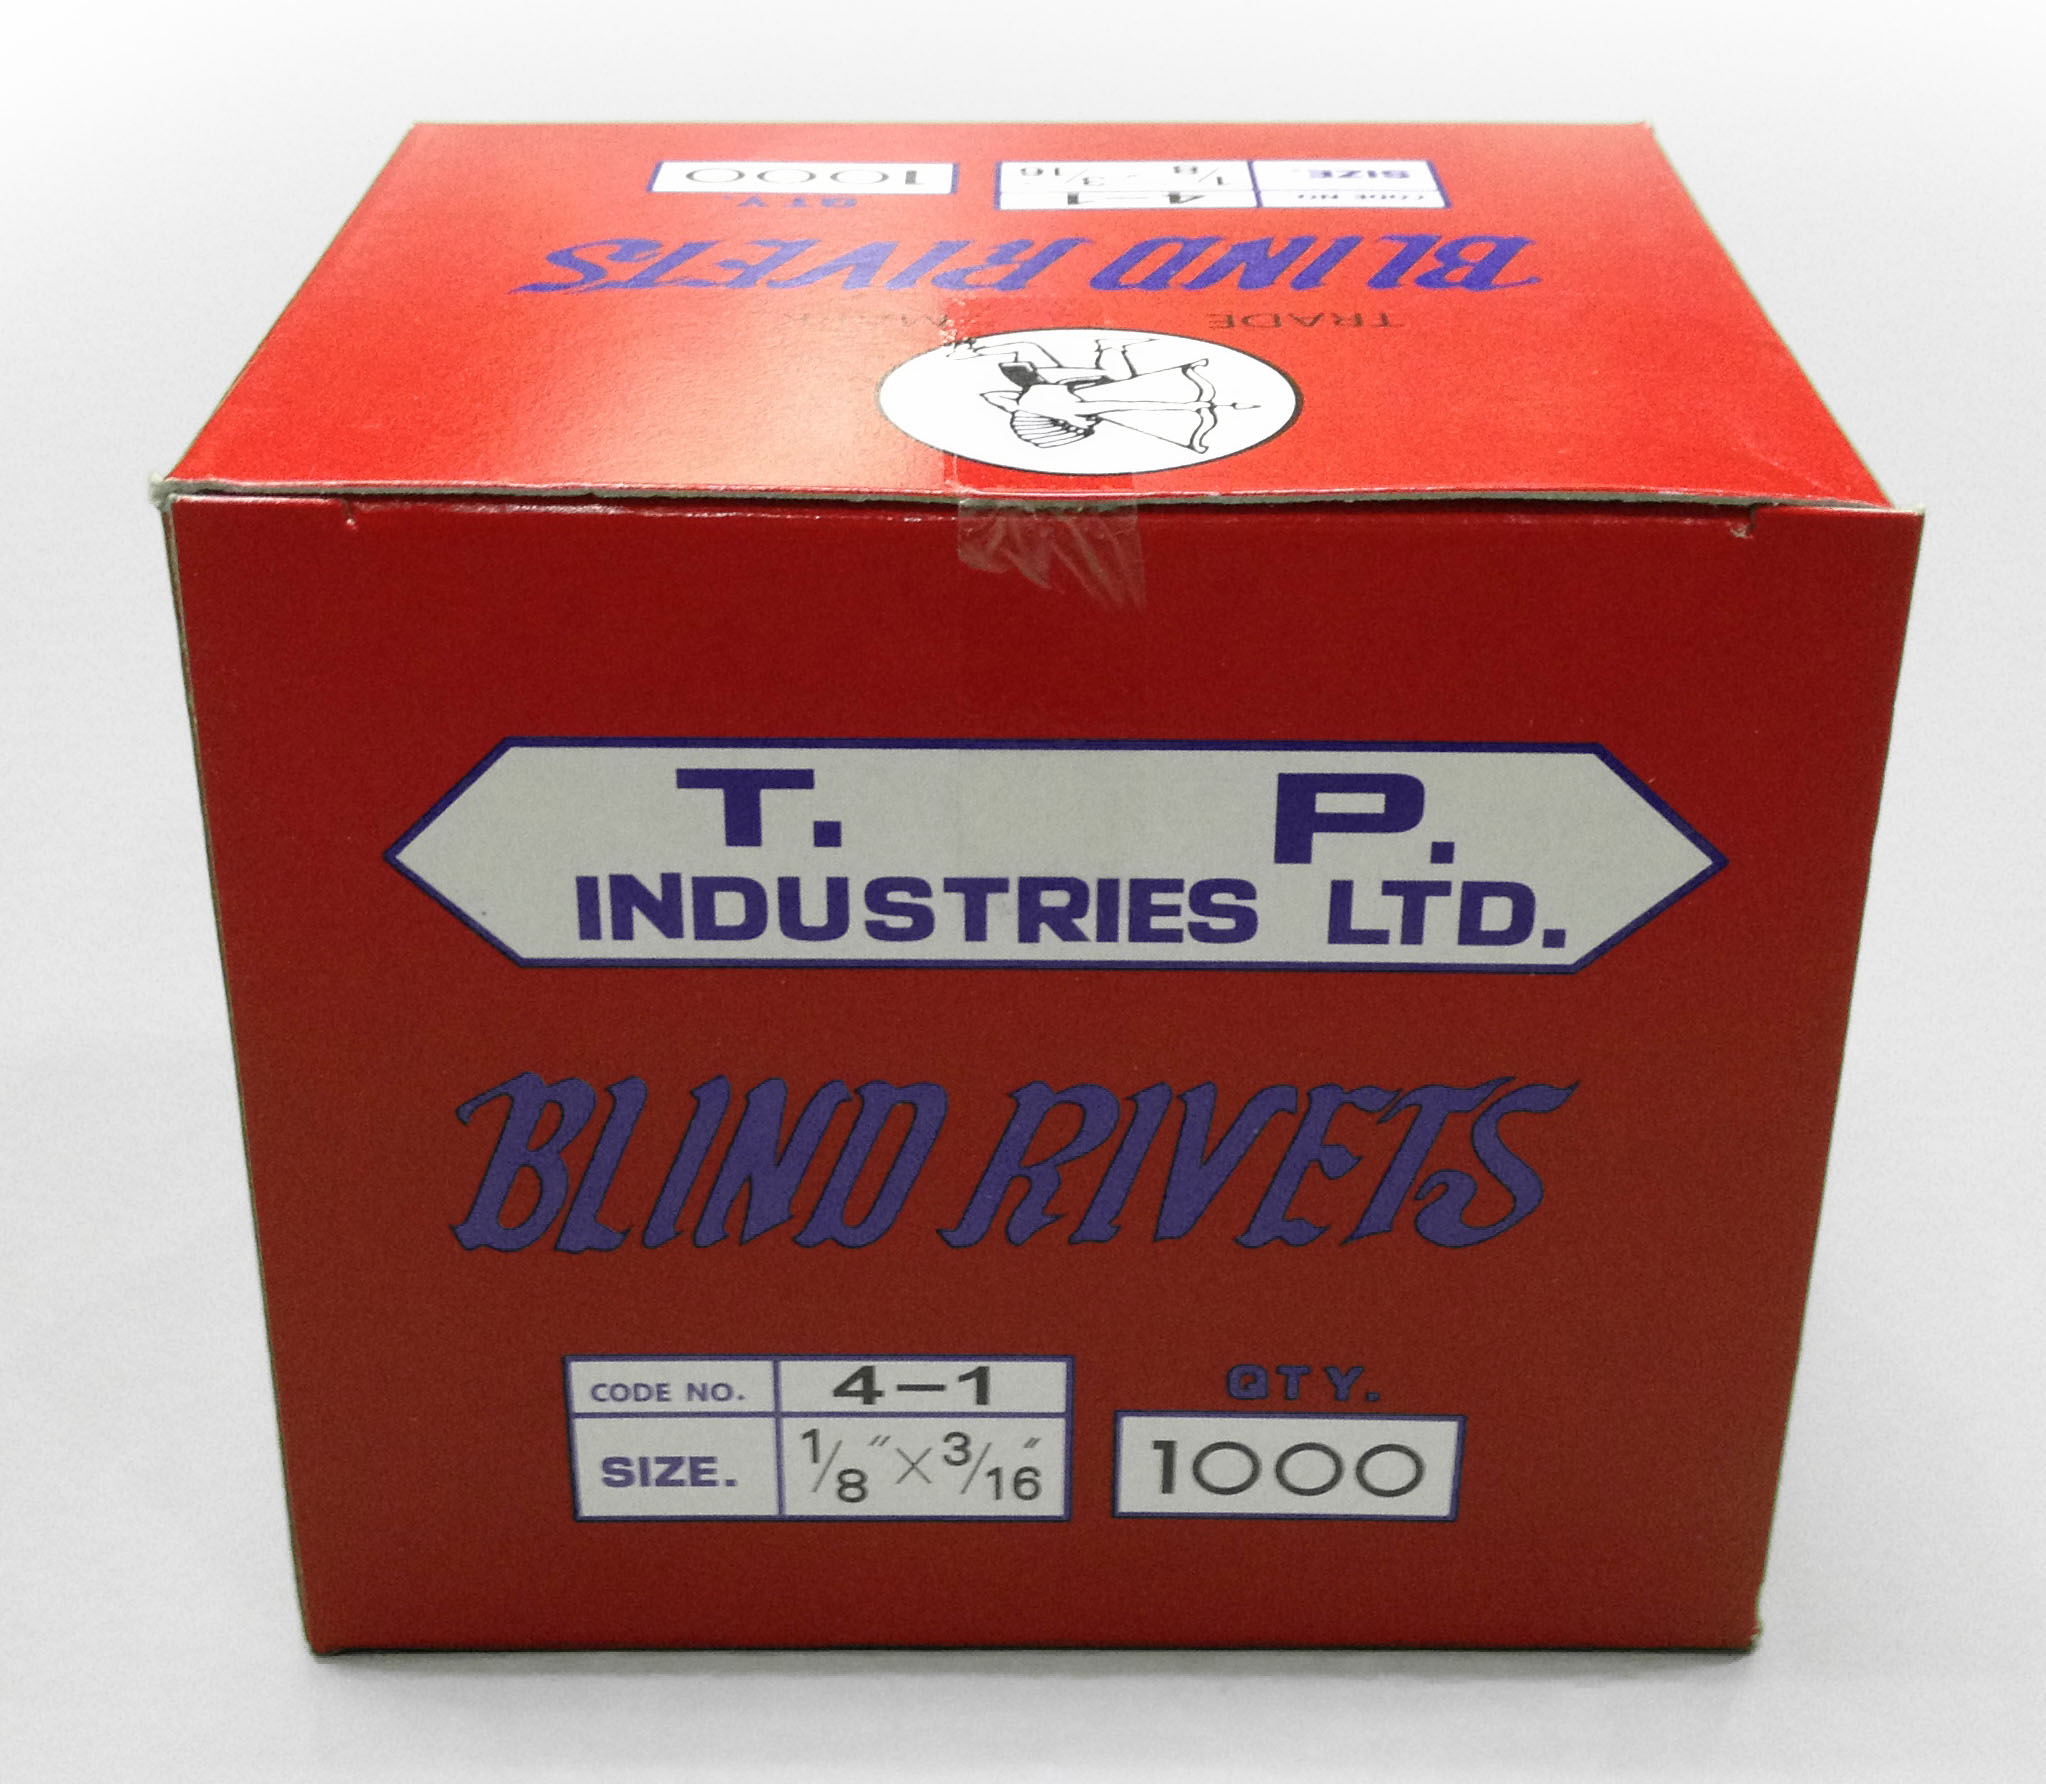 1000
QTY.
CODE NO. 4-1
SIZE. 1/8 3/16
BLIND RIVETS
TRADE MARK
T. P.
INDUSTRIES LTD.
BLIND RIVETS
CODE NO. 4-1
SIZE. 1/8" × 3/16"
QTY.
1000